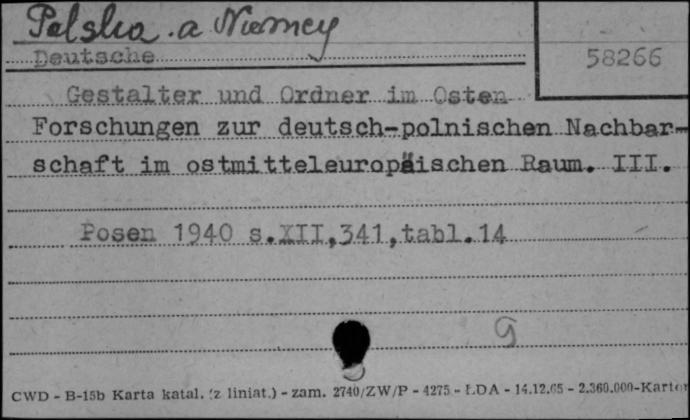 Polska a Niemcy
Deutsche
58266
Gestalter und Ordner im Osten
Forschungen zur deutsch-polnischen Nachbar-
schaft im ostmitteleuropäischen Raum. III.
Posen 1940 s.XII,341,tabl.14
g
CWD - B-15b Karta katal. (z liniat.) - zam. 2740/ZW/P - 4275 - LDA - 14.12.65 - 2.360.000-Karton